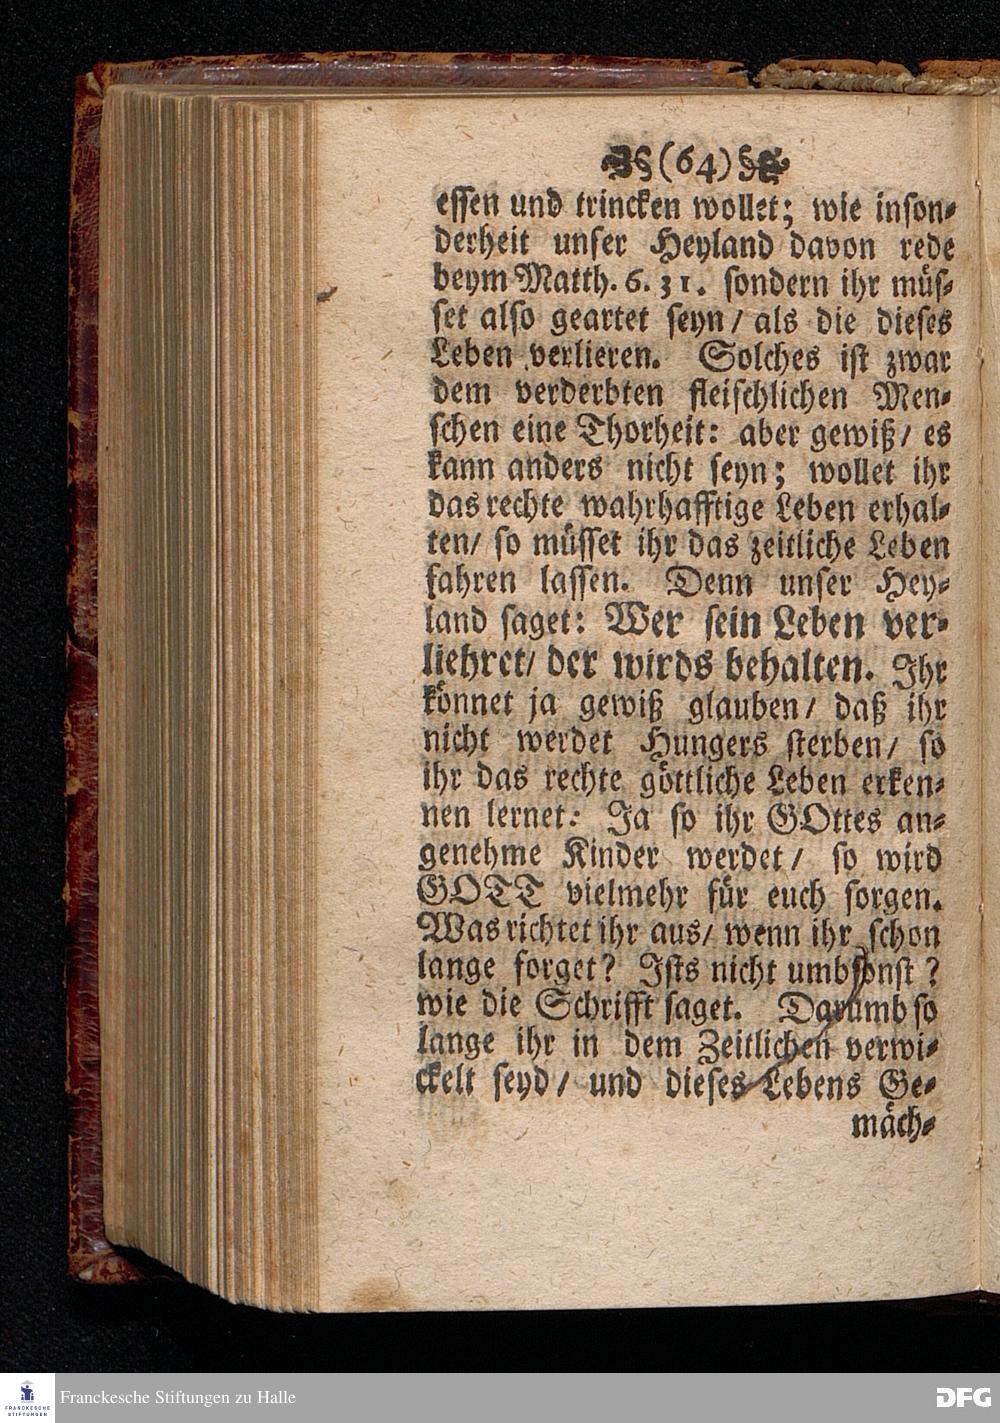 (64)
essen und trincken wollet; wie inson-
derheit unser Heyland davon rede
beym Matth. 6. 31. sondern ihr müs-
set also geartet seyn/ als die dieses
Leben verlieren. Solches ist zwar
dem verderbten fleischlichen Men-
schen eine Thorheit: aber gewiß/ es
kann anders nicht seyn; wollet ihr
das rechte wahrhafftige Leben erhal-
ten/ so müsset ihr das zeitliche Leben
fahren lassen. Denn unser Hey-
land saget: Wer sein Leben ver-
liehret/ der wirds behalten. Ihr
könnet ja gewiß glauben/ daß ihr
nicht werdet Hungers sterben/ so
ihr das rechte göttliche Leben erken-
nen lernet: Ja so ihr GOttes an-
genehme Kinder werdet/ so wird
GOTT vielmehr für euch sorgen.
Was richtet ihr aus/ wenn ihr schon
lange sorget? Ists nicht umbsonst?
wie die Schrifft saget. Darumb so
lange ihr in dem Zeitlichen verwi-
ckelt seyd/ und dieses Lebens Ge-
mäch-
FRANCKESCHE
STIFTUNGEN
Franckesche Stiftungen zu Halle
DFG